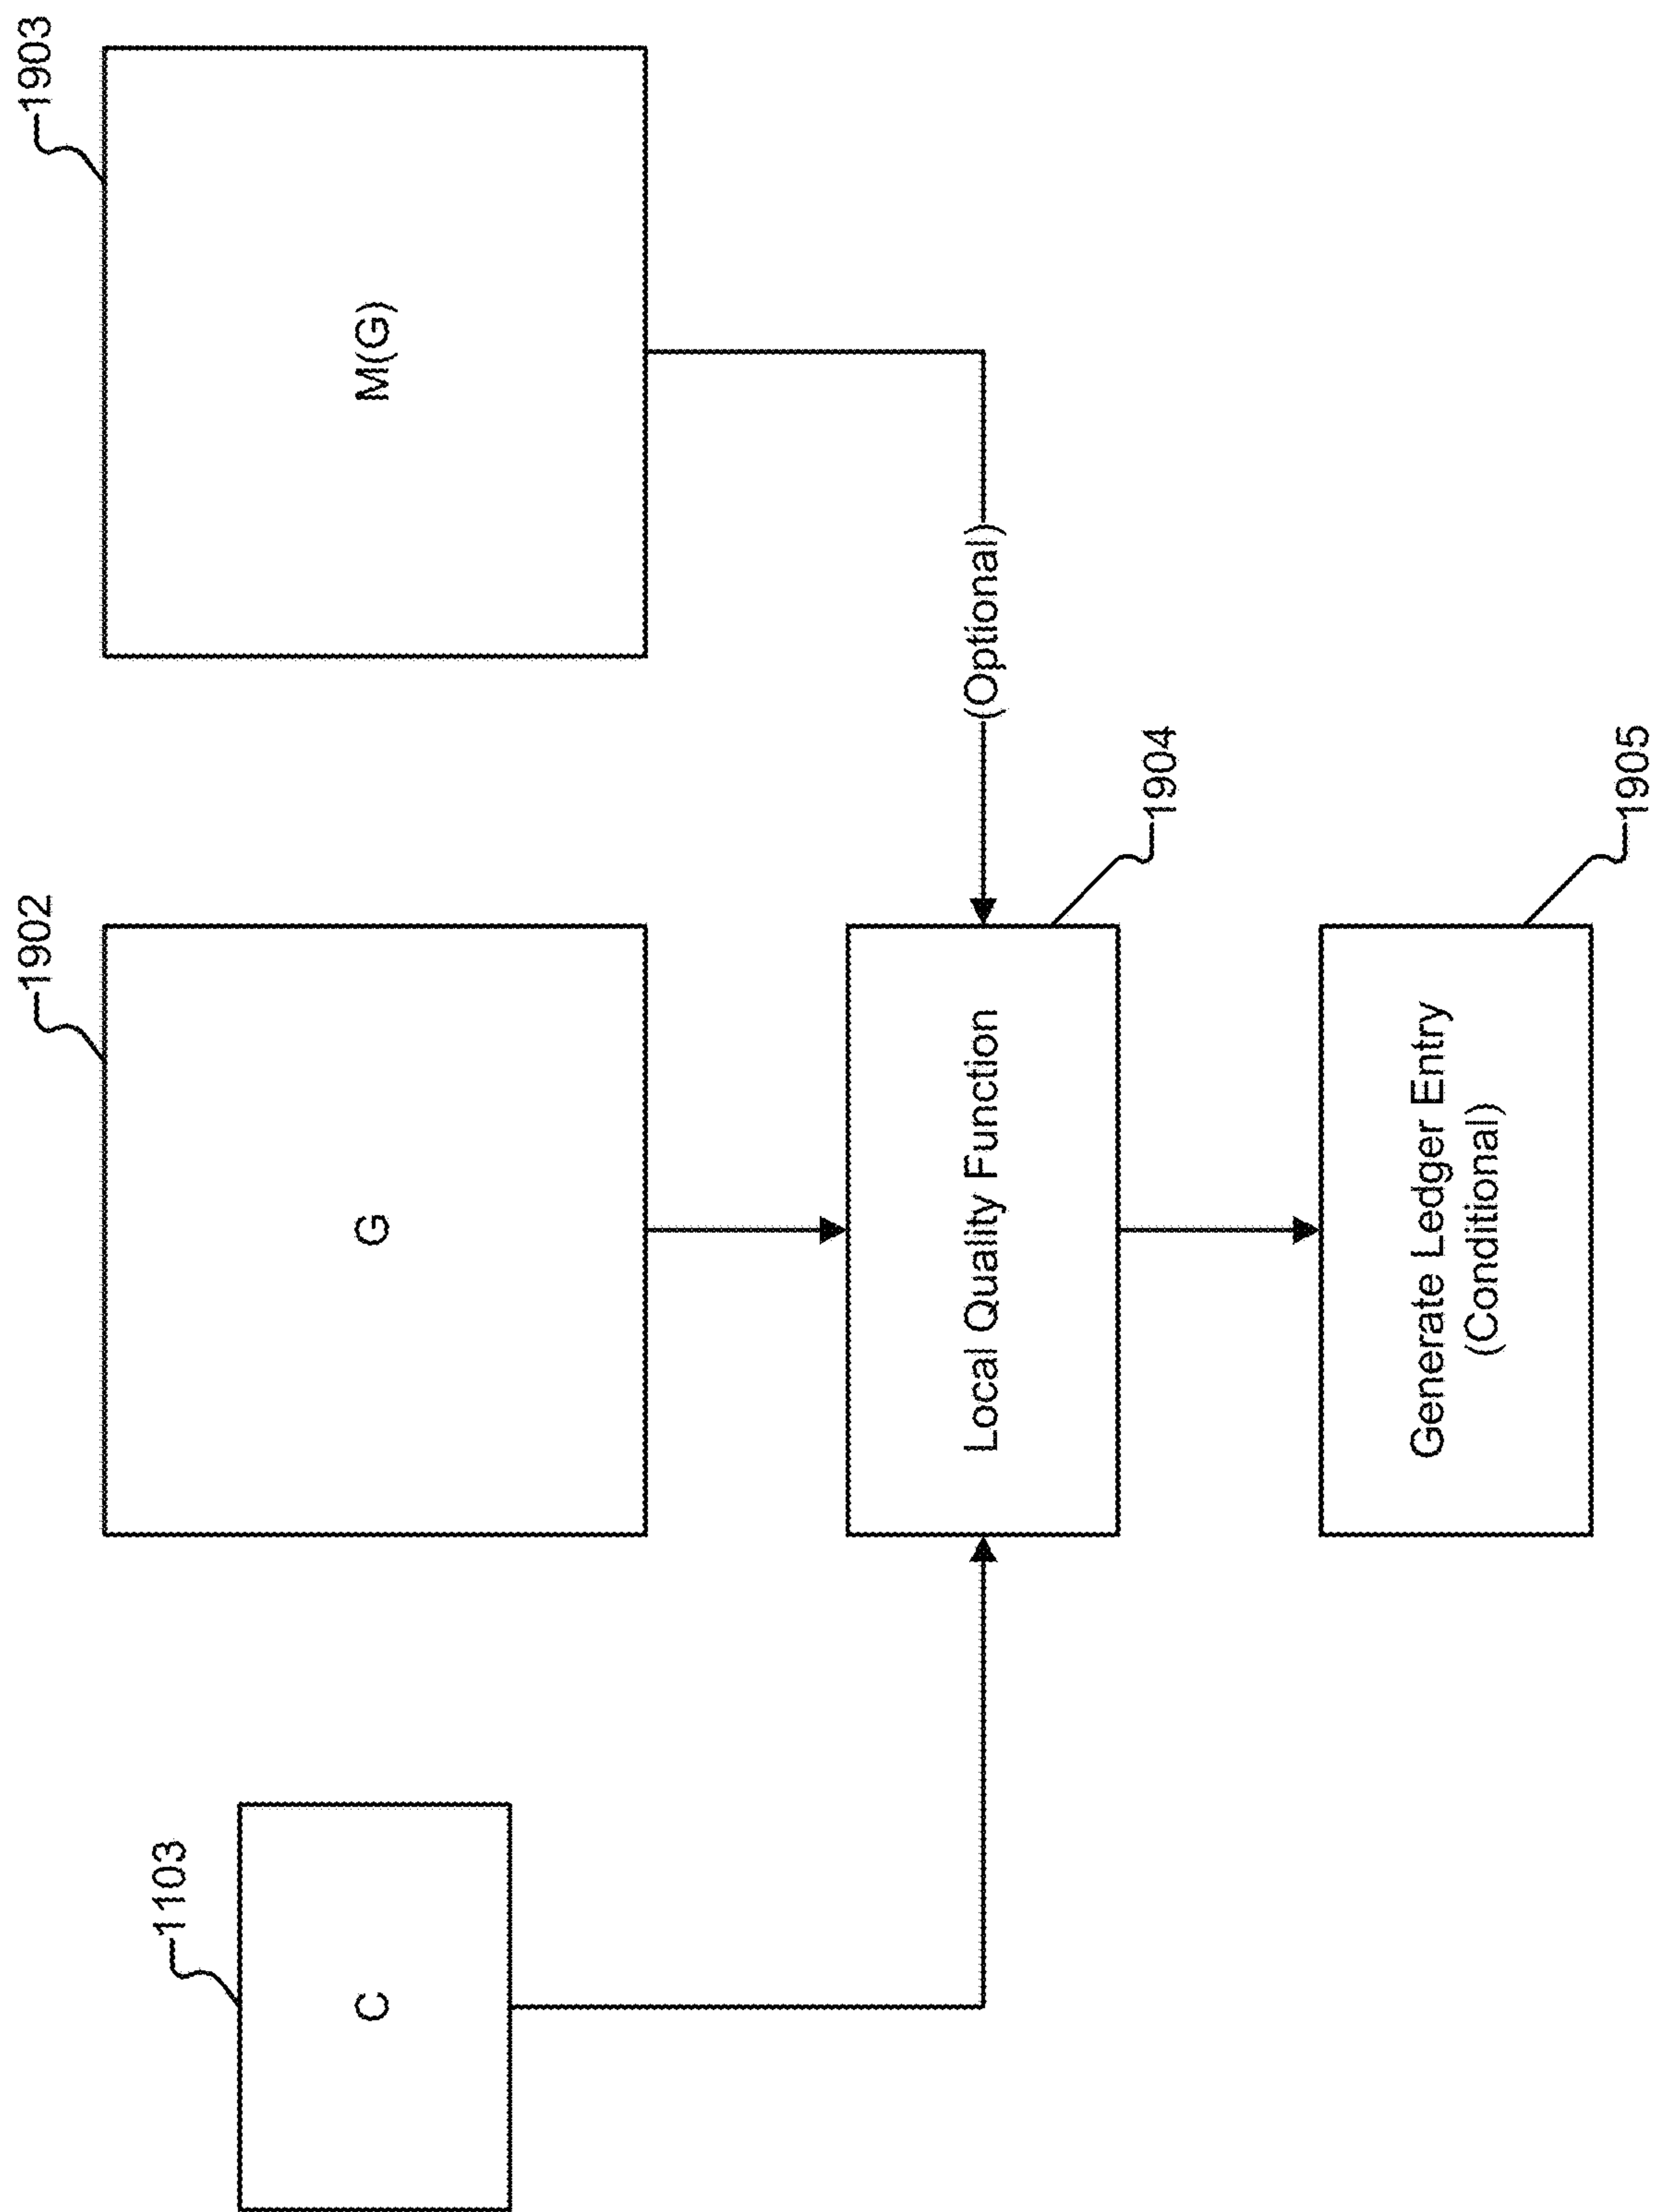 1103
C
1902
G
1903
M(G)
(Optional)
Local Quality Function
1904
Generate Ledger Entry
(Conditional)
1905